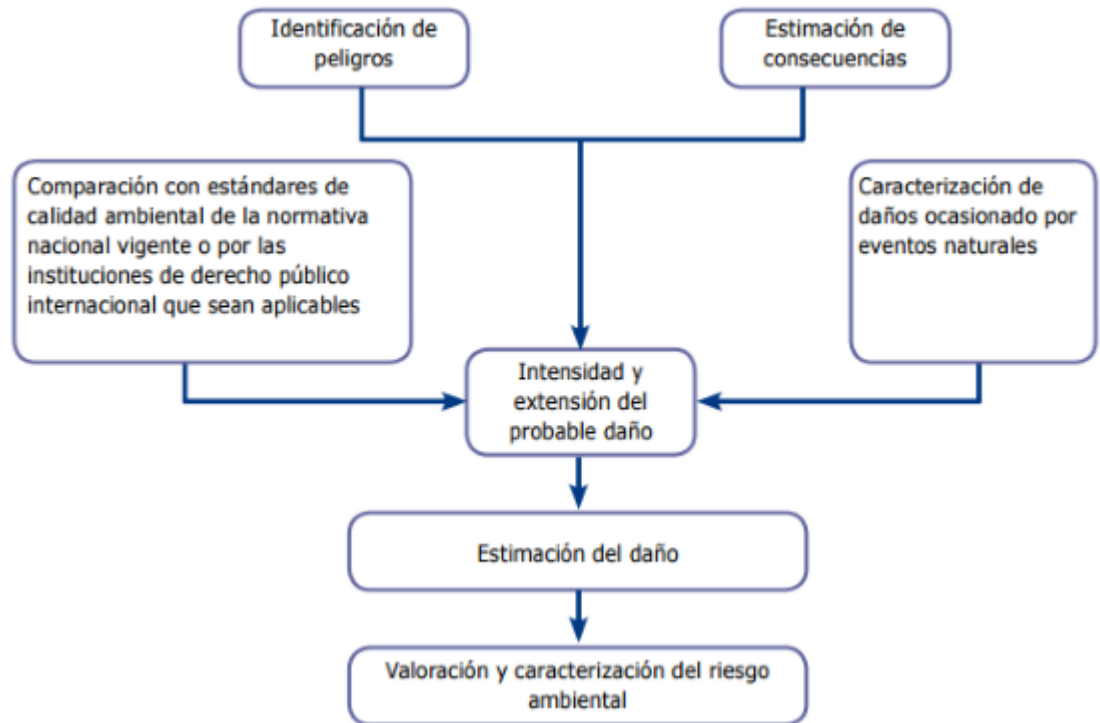 Identificación de
peligros
Estimación de
consecuencias
Comparación con estándares de
calidad ambiental de la normativa
nacional vigente o por las
instituciones de derecho público
internacional que sean aplicables
Caracterización de
daños ocasionado por
eventos naturales
Intensidad y
extensión del
probable daño
Estimación del daño
Valoración y caracterización del riesgo
ambiental